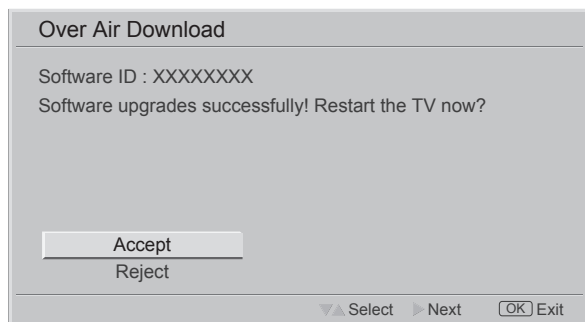 Over Air Download
Software ID : XXXXXXXX
Software upgrades successfully! Restart the TV now?
Accept
Reject
Select Next OK Exit